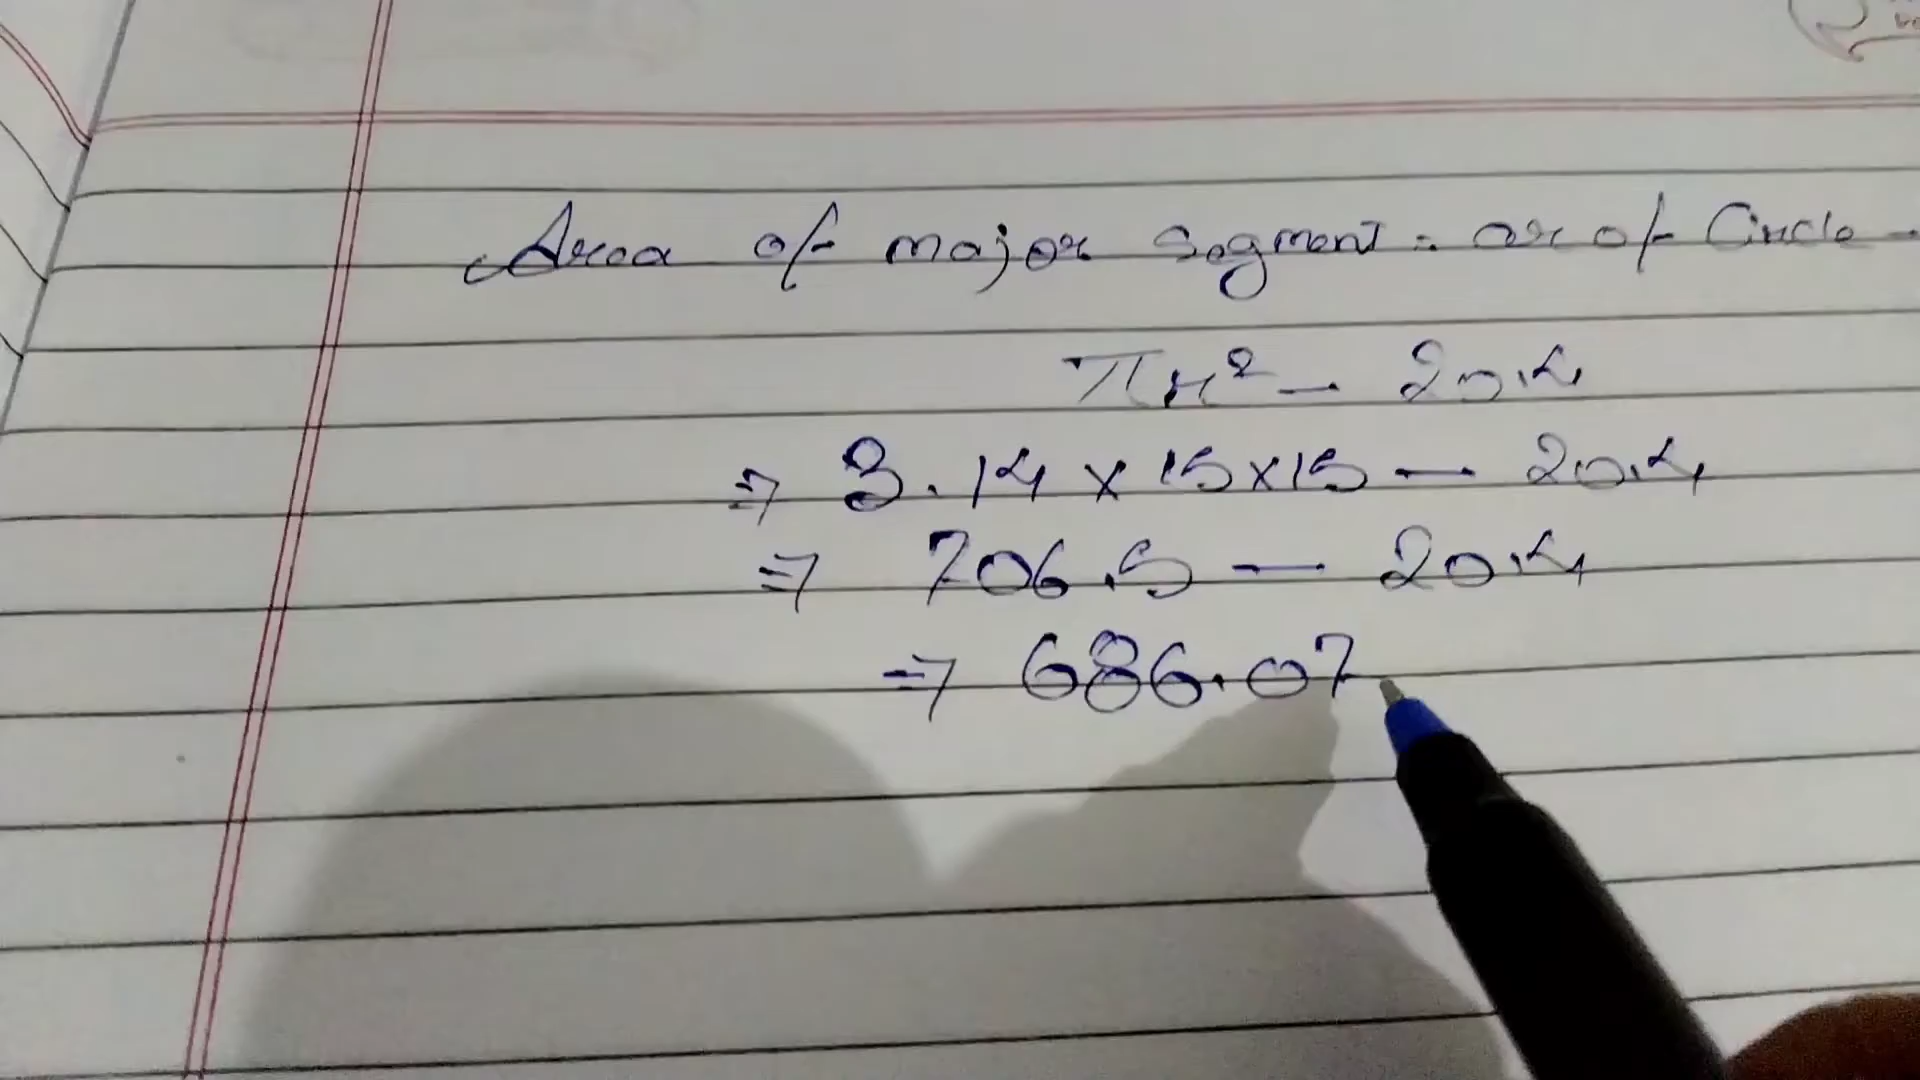 Area of major segment = ar of Circle -
πr² - 20.4
⇒ 3.14 × 15 × 15 - 20.4
⇒ 706.5 - 20.4
⇒ 686.07